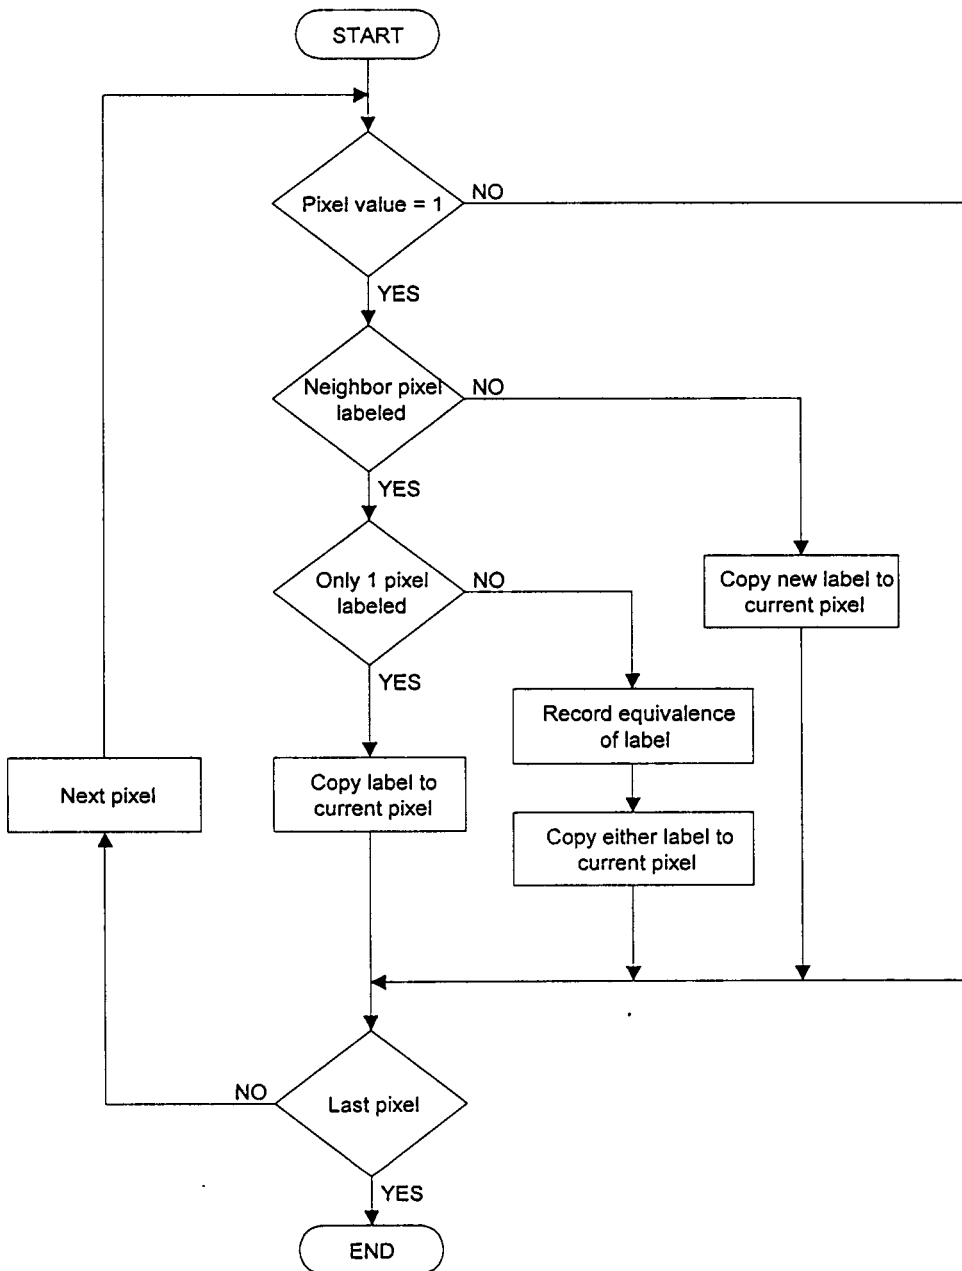 START
Pixel value = 1
NO
YES
Neighbor pixel
labeled
NO
YES
Only 1 pixel
labeled
NO
YES
Copy new label to
current pixel
Record equivalence
of label
Next pixel
Copy label to
current pixel
Copy either label to
current pixel
NO
Last pixel
YES
END